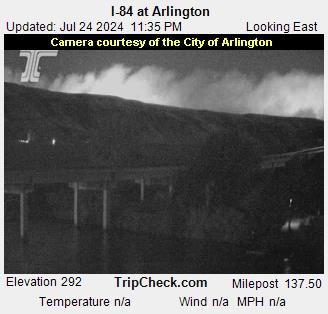 I-84 at Arlington
Updated: Jul 24 2024 11:35 PM Looking East
Camera courtesy of the City of Arlington
Elevation 292 TripCheck.com Milepost 137.50
Temperature n/a Wind n/a MPH n/a